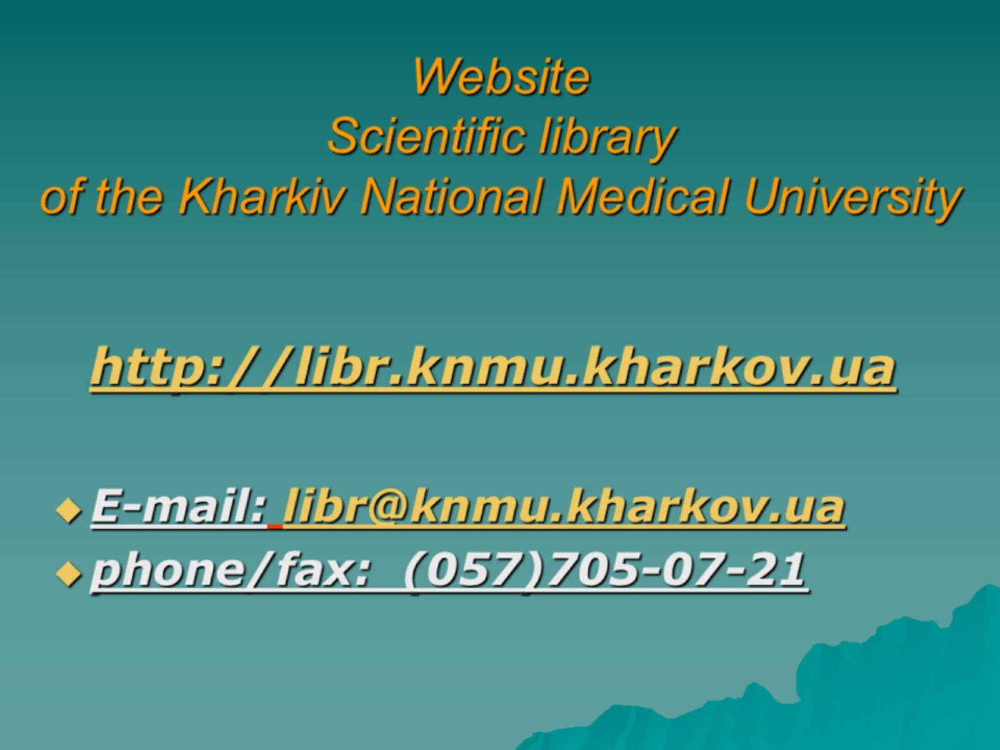 Website
Scientific library
of the Kharkiv National Medical University
http://libr.knmu.kharkov.ua
E-mail: libr@knmu.kharkov.ua
phone/fax:  (057)705-07-21